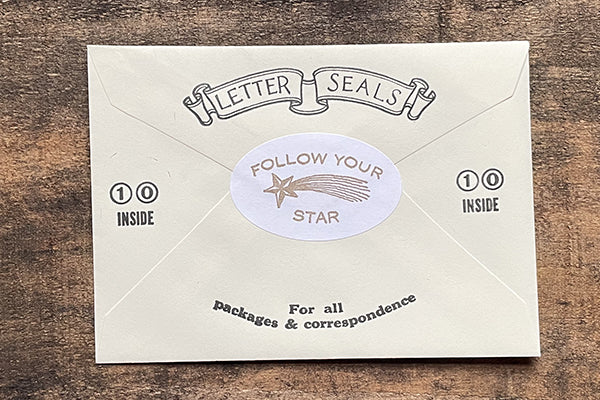 LETTER SEALS
FOLLOW YOUR
STAR
10
INSIDE
10
INSIDE
For all
packages & correspondence